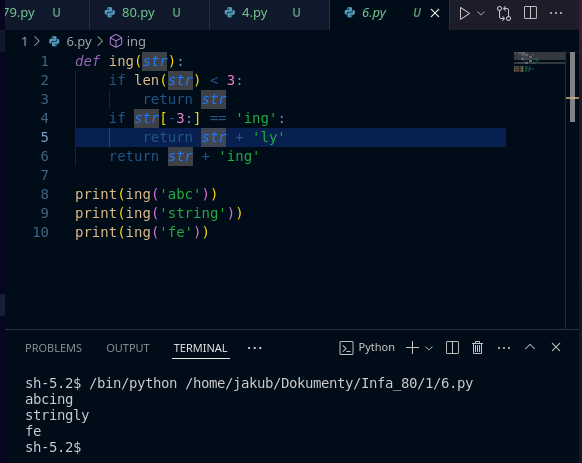 79.py U 80.py U 4.py U 6.py U
1 > 6.py > ing
1 def ing(str):
2 if len(str) < 3:
3 return str
4 if str[-3:] == 'ing':
5 return str + 'ly'
6 return str + 'ing'
7
8 print(ing('abc'))
9 print(ing('string'))
10 print(ing('fe'))
PROBLEMS OUTPUT TERMINAL ··· Python
sh-5.2$ /bin/python /home/jakub/Dokumenty/Infa_80/1/6.py
abcing
stringly
fe
sh-5.2$